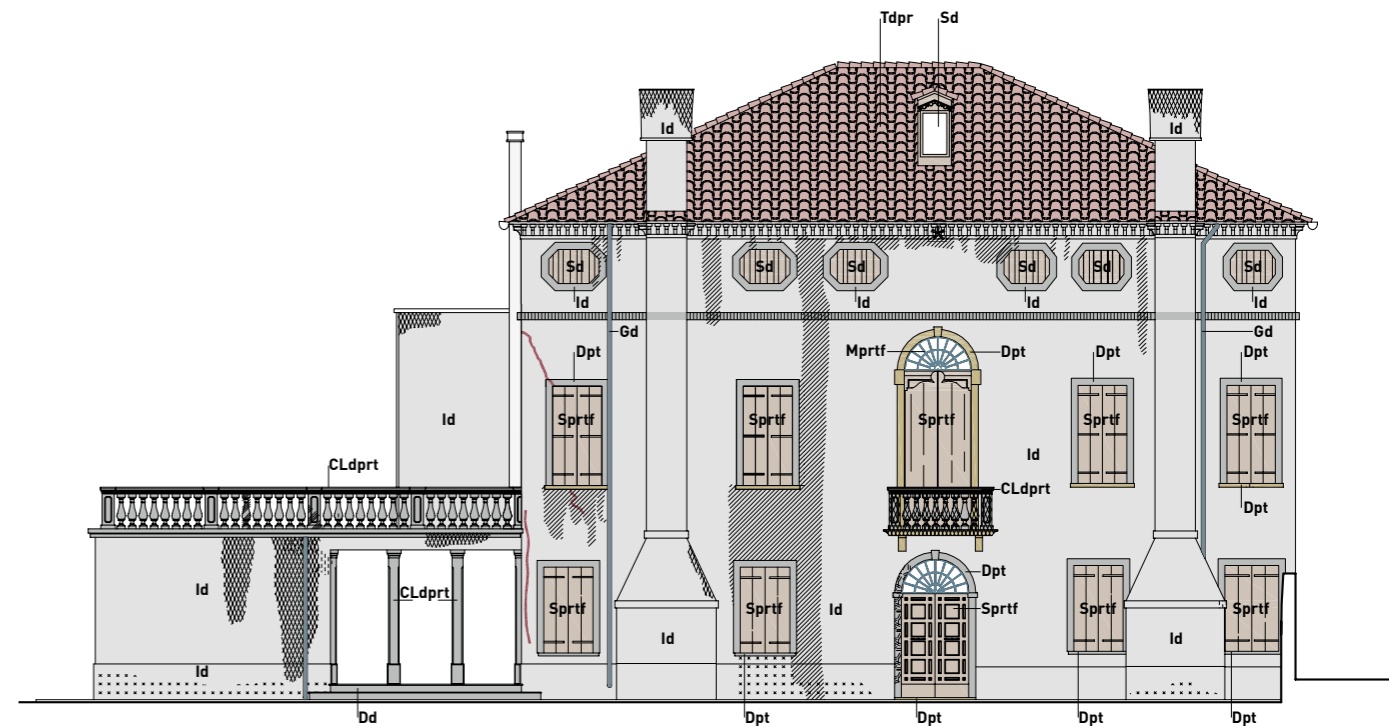 Tdpr Sd
Id Id
Sd Sd Sd Sd Sd Sd
Id Id Id Id
Gd Gd
Dpt Mprtf Dpt Dpt Dpt
Id Sprtf Sprtf Sprtf Sprtf Sprtf
Id
CLdprt
CLdprt
Dpt
Dpt
Id CLdprt Sprtf Sprtf Id Sprtf Sprtf Sprtf
Id Id
Id
Dd Dpt Dpt Dpt Dpt